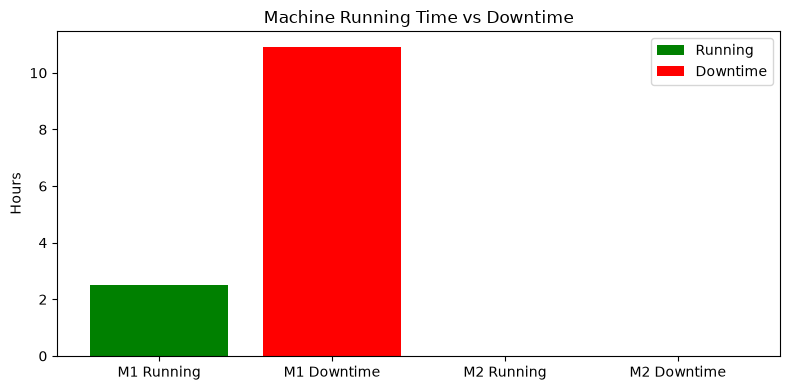 Machine Running Time vs Downtime
Running
Downtime
Hours
10
8
6
4
2
0
M1 Running M1 Downtime M2 Running M2 Downtime